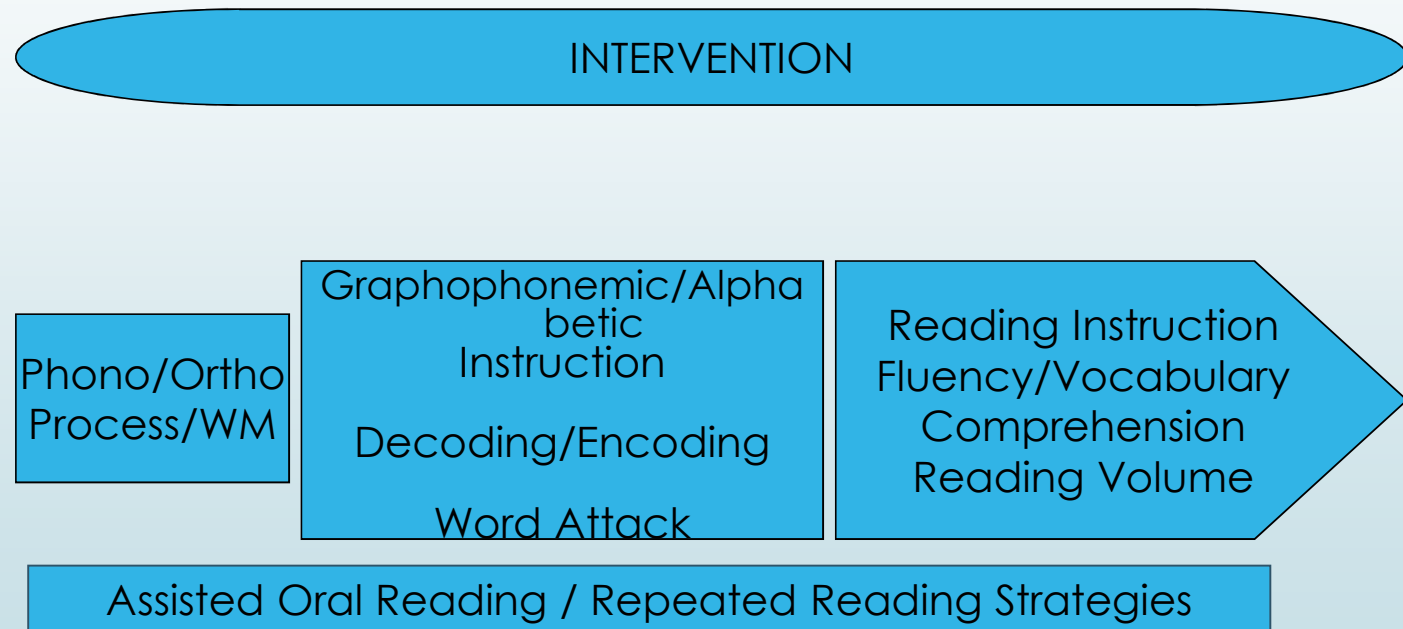 INTERVENTION
Phono/Ortho
Process/WM
Graphophonemic/Alpha
betic
Instruction
Decoding/Encoding
Word Attack
Reading Instruction
Fluency/Vocabulary
Comprehension
Reading Volume
Assisted Oral Reading / Repeated Reading Strategies